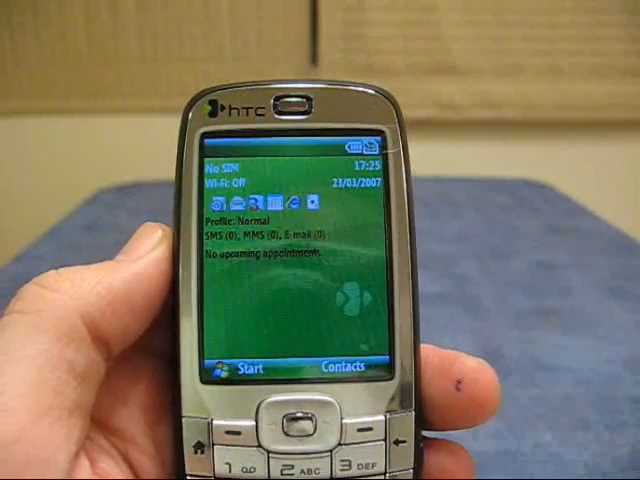 hTC
No SIM 17:25
Wi-Fi: Off 23/03/2007
Profile: Normal
SMS (0), MMS (0), E-mail (0)
No upcoming appointments.
Start Contacts
1 2 ABC 3 DEF